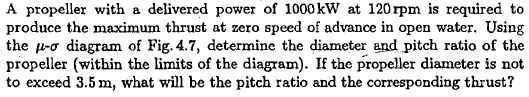 A propeller with a delivered power of 1000 kW at 120 rpm is required to
produce the maximum thrust at zero speed of advance in open water. Using
the μ-σ diagram of Fig. 4.7, determine the diameter and pitch ratio of the
propeller (within the limits of the diagram). If the propeller diameter is not
to exceed 3.5 m, what will be the pitch ratio and the corresponding thrust?